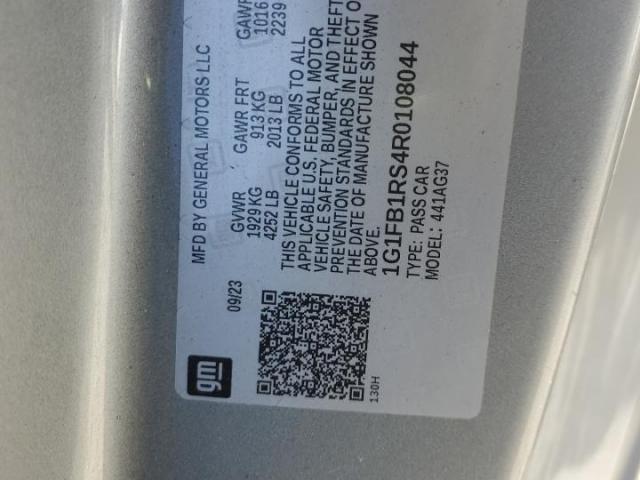 MFD BY GENERAL MOTORS LLC
GVWR GAWR FRT GAWR
1929 KG 913 KG 1016
4252 LB 2013 LB 2239
THIS VEHICLE CONFORMS TO ALL
APPLICABLE U.S. FEDERAL MOTOR
VEHICLE SAFETY, BUMPER, AND THEFT
PREVENTION STANDARDS IN EFFECT O
THE DATE OF MANUFACTURE SHOWN
ABOVE.
1G1FB1RS4R0108044
TYPE: PASS CAR
MODEL: 441AG37
09/23
gm
130H